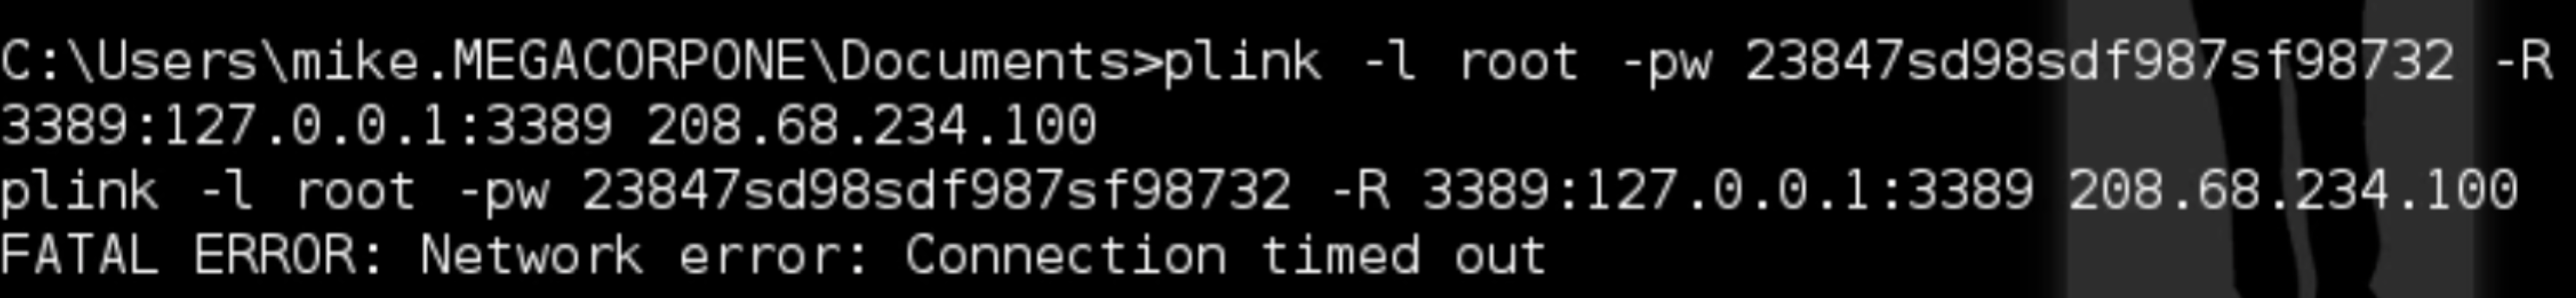 C:\Users\mike.MEGACORPONE\Documents>plink -l root -pw 23847sd98sdf987sf98732 -R
3389:127.0.0.1:3389 208.68.234.100
plink -l root -pw 23847sd98sdf987sf98732 -R 3389:127.0.0.1:3389 208.68.234.100
FATAL ERROR: Network error: Connection timed out